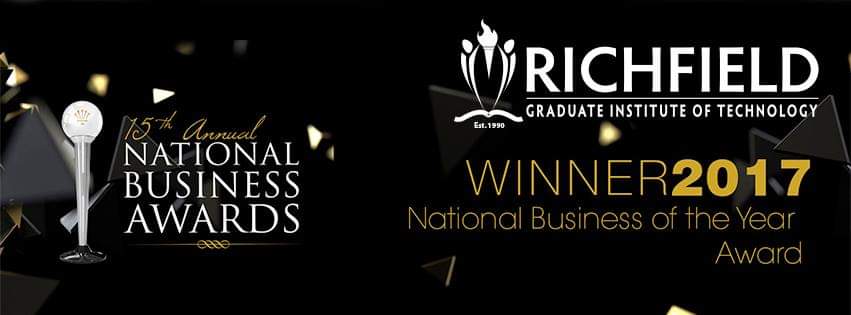 15th Annual
NATIONAL
BUSINESS
AWARDS
RICHFIELD
GRADUATE INSTITUTE OF TECHNOLOGY
Est.1990
WINNER2017
National Business of the Year
Award